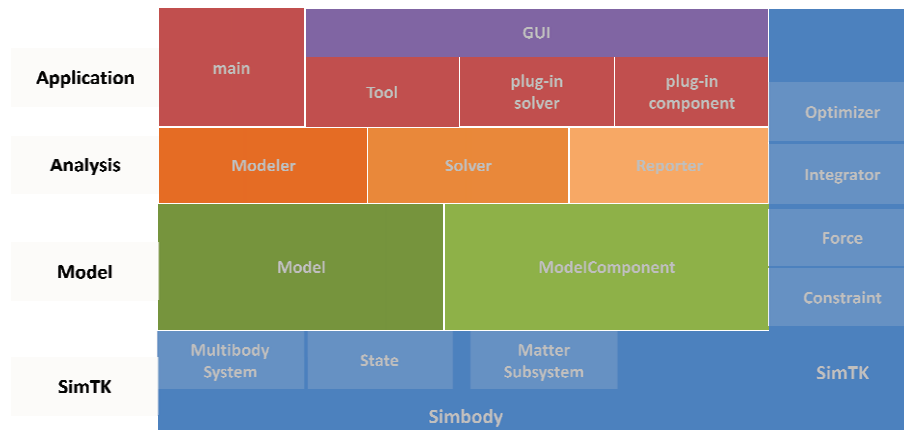 GUI
Application
main
Tool
plug-in
solver
plug-in
component
Optimizer
Analysis
Modeler
Solver
Reporter
Integrator
Model
Model
ModelComponent
Force
Constraint
SimTK
Multibody
System
State
Matter
Subsystem
SimTK
Simbody